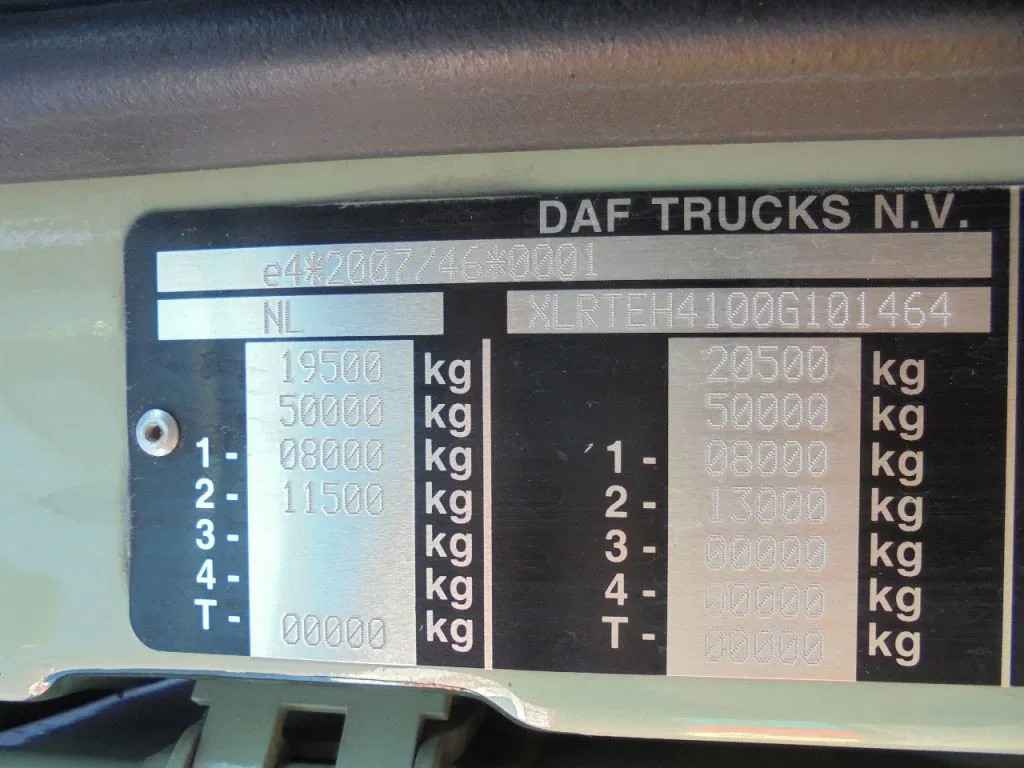 DAF TRUCKS N.V.
e4*2007/46*0001
NL XLRTEH4100G101464
19500 kg 20500 kg
50000 kg 50000 kg
1 - 08000 kg 1 - 08000 kg
2 - 11500 kg 2 - 13000 kg
3 - kg 3 - 00000 kg
4 - kg 4 - 00000 kg
T - 00000 kg T - 00000 kg